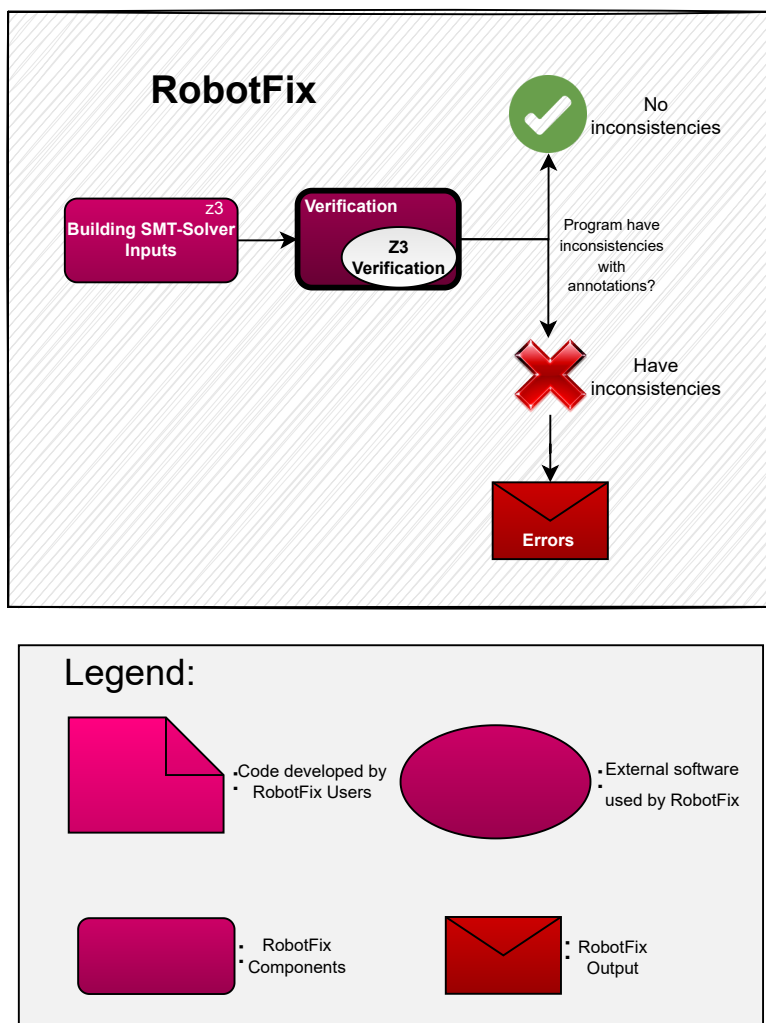 RobotFix
No
inconsistencies
z3
Building SMT-Solver
Inputs
Verification
Z3
Verification
Program have
inconsistencies
with
annotations?
Have
inconsistencies
Errors
Legend:
: Code developed by
: RobotFix Users
: External software
: used by RobotFix
: RobotFix
: Components
: RobotFix
: Output